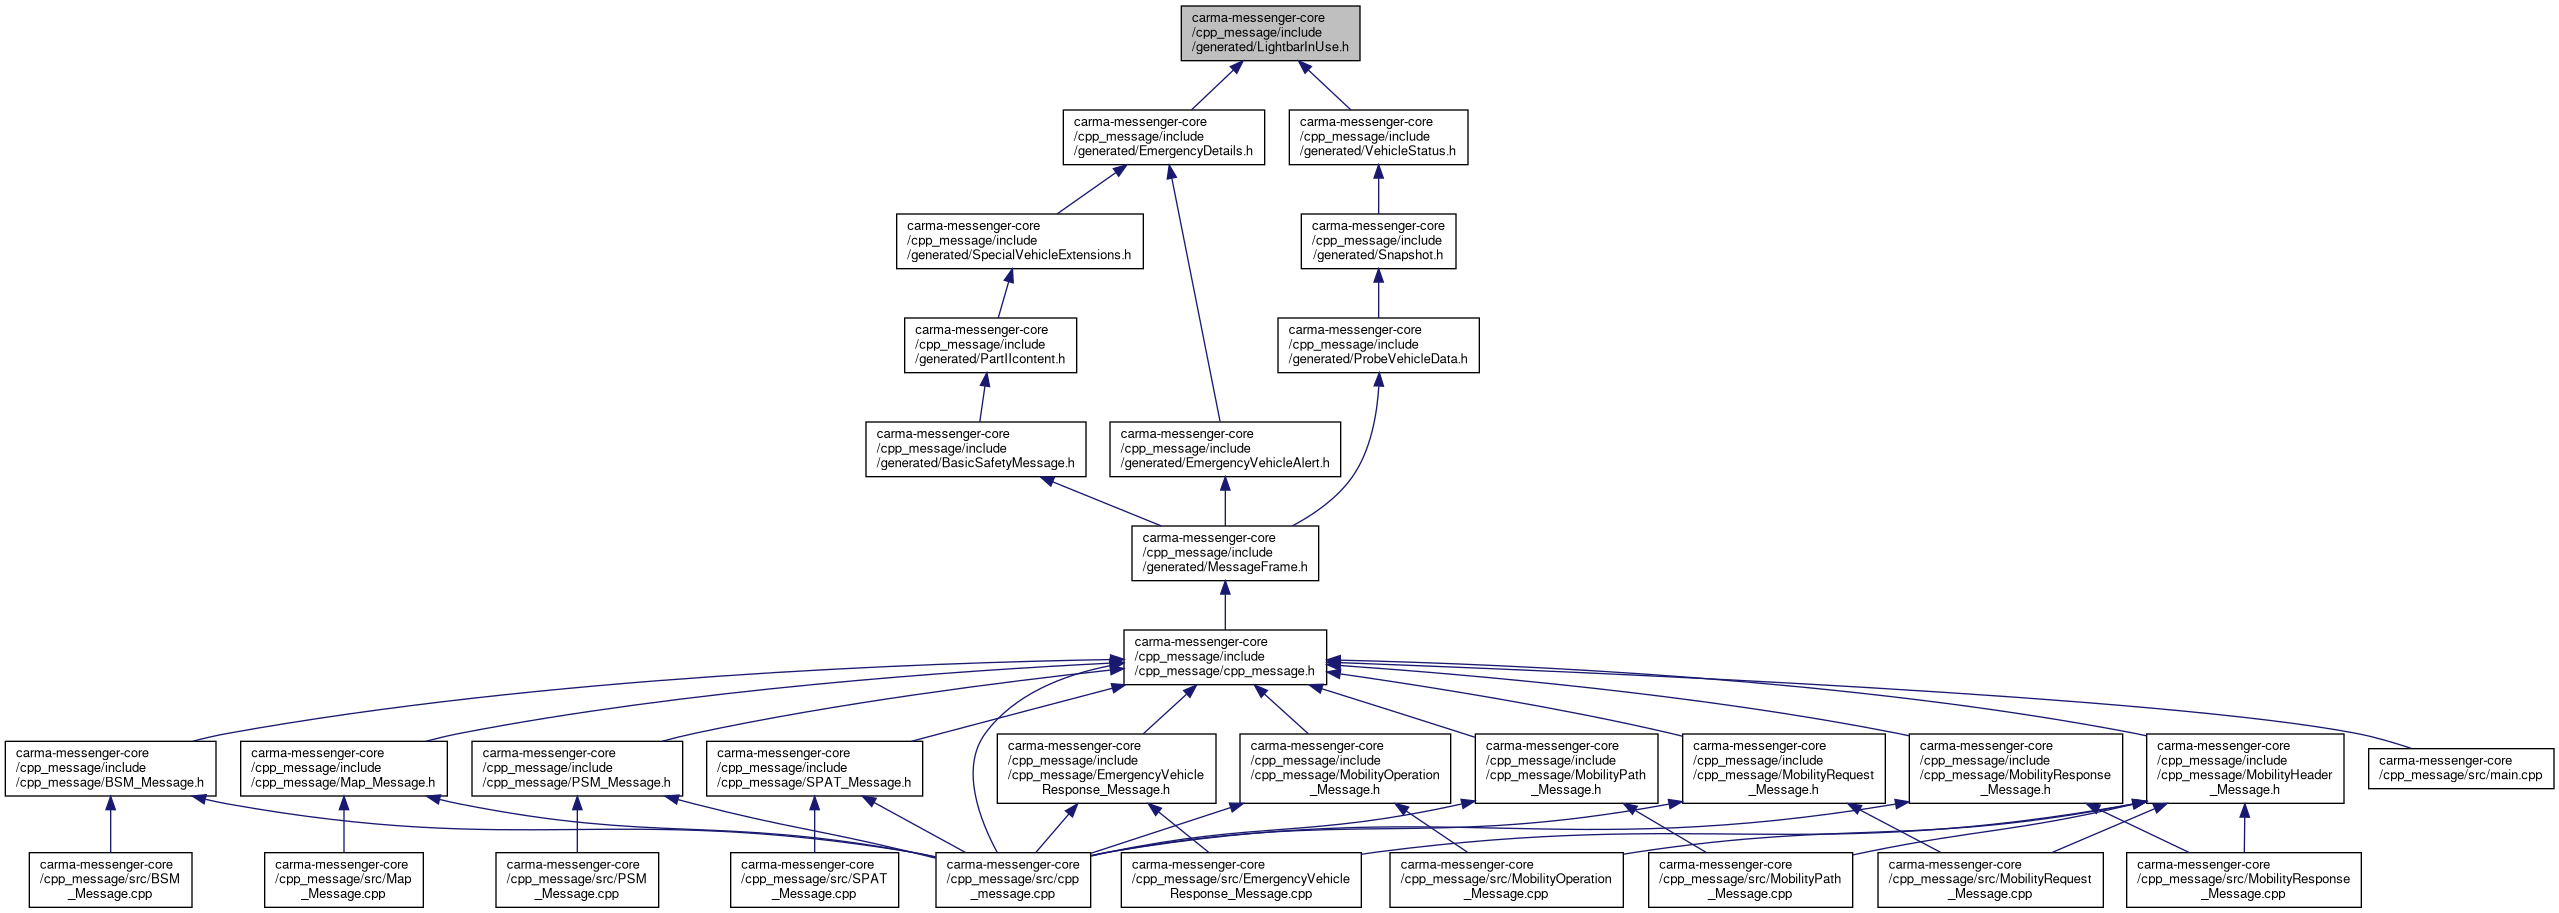 carma-messenger-core
/cpp_message/include
/generated/LightbarInUse.h
carma-messenger-core
/cpp_message/include
/generated/EmergencyDetails.h
carma-messenger-core
/cpp_message/include
/generated/VehicleStatus.h
carma-messenger-core
/cpp_message/include
/generated/SpecialVehicleExtensions.h
carma-messenger-core
/cpp_message/include
/generated/Snapshot.h
carma-messenger-core
/cpp_message/include
/generated/PartIIcontent.h
carma-messenger-core
/cpp_message/include
/generated/ProbeVehicleData.h
carma-messenger-core
/cpp_message/include
/generated/BasicSafetyMessage.h
carma-messenger-core
/cpp_message/include
/generated/EmergencyVehicleAlert.h
carma-messenger-core
/cpp_message/include
/generated/MessageFrame.h
carma-messenger-core
/cpp_message/include
/cpp_message/cpp_message.h
carma-messenger-core
/cpp_message/include
/cpp_message/BSM_Message.h
carma-messenger-core
/cpp_message/include
/cpp_message/Map_Message.h
carma-messenger-core
/cpp_message/include
/cpp_message/PSM_Message.h
carma-messenger-core
/cpp_message/include
/cpp_message/SPAT_Message.h
carma-messenger-core
/cpp_message/include
/cpp_message/EmergencyVehicle
Response_Message.h
carma-messenger-core
/cpp_message/include
/cpp_message/MobilityOperation
_Message.h
carma-messenger-core
/cpp_message/include
/cpp_message/MobilityPath
_Message.h
carma-messenger-core
/cpp_message/include
/cpp_message/MobilityRequest
_Message.h
carma-messenger-core
/cpp_message/include
/cpp_message/MobilityResponse
_Message.h
carma-messenger-core
/cpp_message/include
/cpp_message/MobilityHeader
_Message.h
carma-messenger-core
/cpp_message/src/main.cpp
carma-messenger-core
/cpp_message/src/BSM
_Message.cpp
carma-messenger-core
/cpp_message/src/Map
_Message.cpp
carma-messenger-core
/cpp_message/src/PSM
_Message.cpp
carma-messenger-core
/cpp_message/src/SPAT
_Message.cpp
carma-messenger-core
/cpp_message/src/cpp
_message.cpp
carma-messenger-core
/cpp_message/src/EmergencyVehicle
Response_Message.cpp
carma-messenger-core
/cpp_message/src/MobilityOperation
_Message.cpp
carma-messenger-core
/cpp_message/src/MobilityPath
_Message.cpp
carma-messenger-core
/cpp_message/src/MobilityRequest
_Message.cpp
carma-messenger-core
/cpp_message/src/MobilityResponse
_Message.cpp